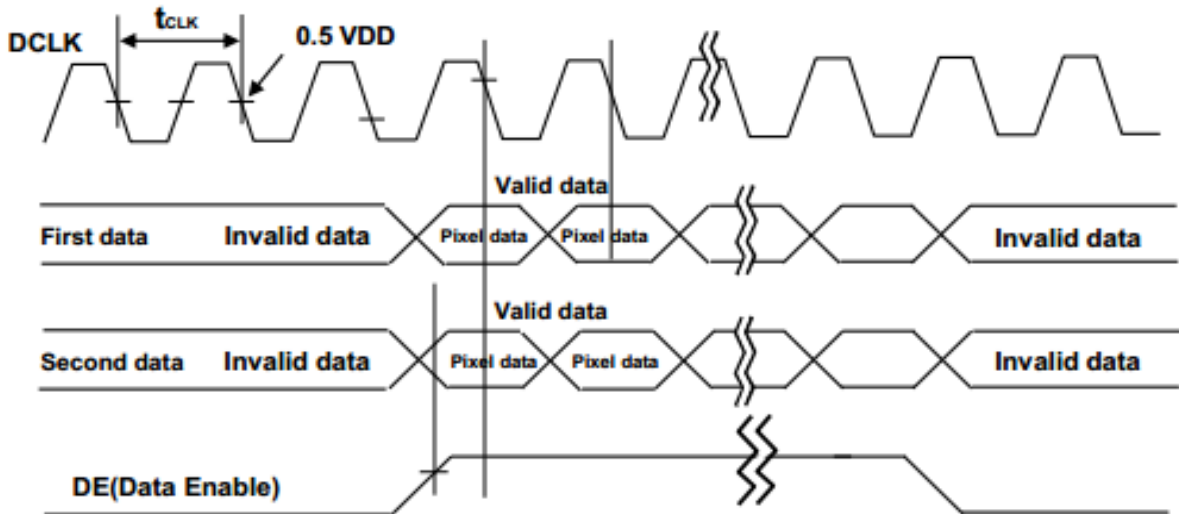 tCLK
DCLK
0.5 VDD
Valid data
First data Invalid data Pixel data Pixel data Invalid data
Valid data
Second data Invalid data Pixel data Pixel data Invalid data
DE(Data Enable)